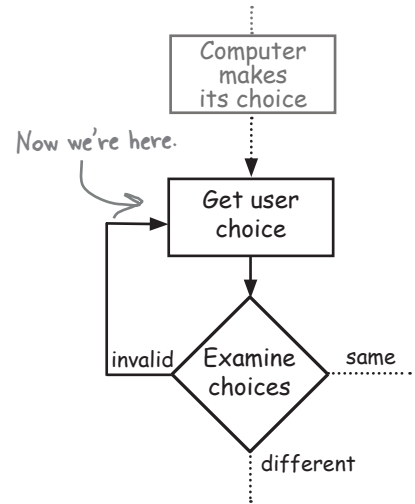 Computer
makes
its choice
Now we're here.
Get user
choice
invalid
Examine
choices
same
different